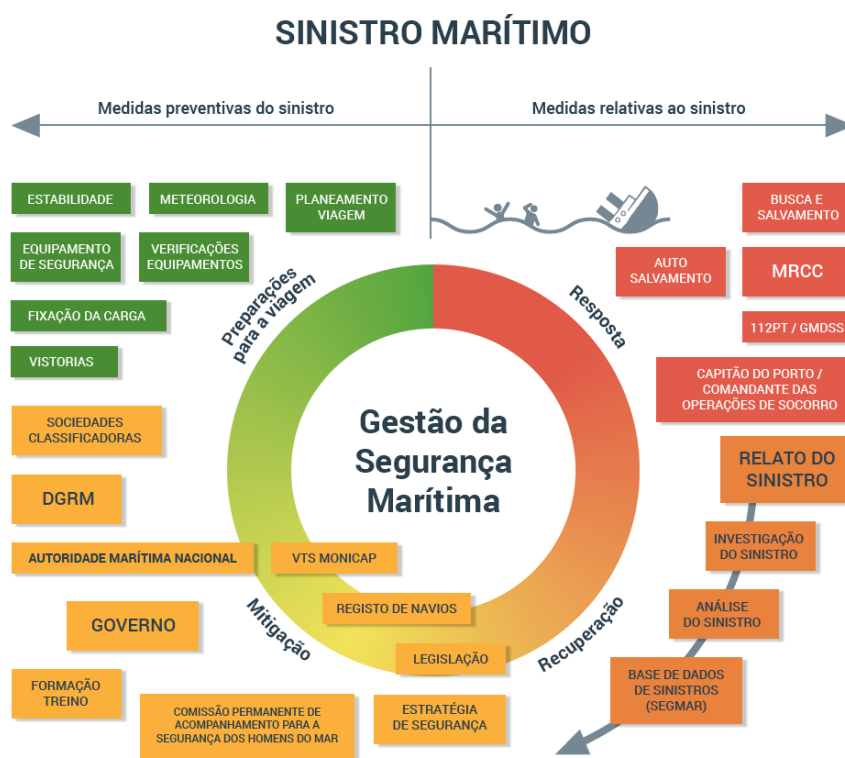 SINISTRO MARÍTIMO
Medidas preventivas do sinistro
Medidas relativas ao sinistro
ESTABILIDADE
METEOROLOGIA
PLANEAMENTO
VIAGEM
EQUIPAMENTO
DE SEGURANÇA
VERIFICAÇÕES
EQUIPAMENTOS
FIXAÇÃO DA CARGA
VISTORIAS
Preparações
para a viagem
BUSCA E
SALVAMENTO
AUTO
SALVAMENTO
MRCC
112PT / GMDSS
CAPITÃO DO PORTO /
COMANDANTE DAS
OPERAÇÕES DE SOCORRO
Resposta
Gestão da
Segurança
Marítima
SOCIEDADES
CLASSIFICADORAS
DGRM
AUTORIDADE MARÍTIMA NACIONAL
VTS MONICAP
REGISTO DE NAVIOS
LEGISLAÇÃO
GOVERNO
Mitigação
FORMAÇÃO
TREINO
COMISSÃO PERMANENTE DE
ACOMPANHAMENTO PARA A
SEGURANÇA DOS HOMENS DO MAR
ESTRATÉGIA
DE SEGURANÇA
Recuperação
RELATO DO
SINISTRO
INVESTIGAÇÃO
DO SINISTRO
ANÁLISE
DO SINISTRO
BASE DE DADOS
DE SINISTROS
(SEGMAR)